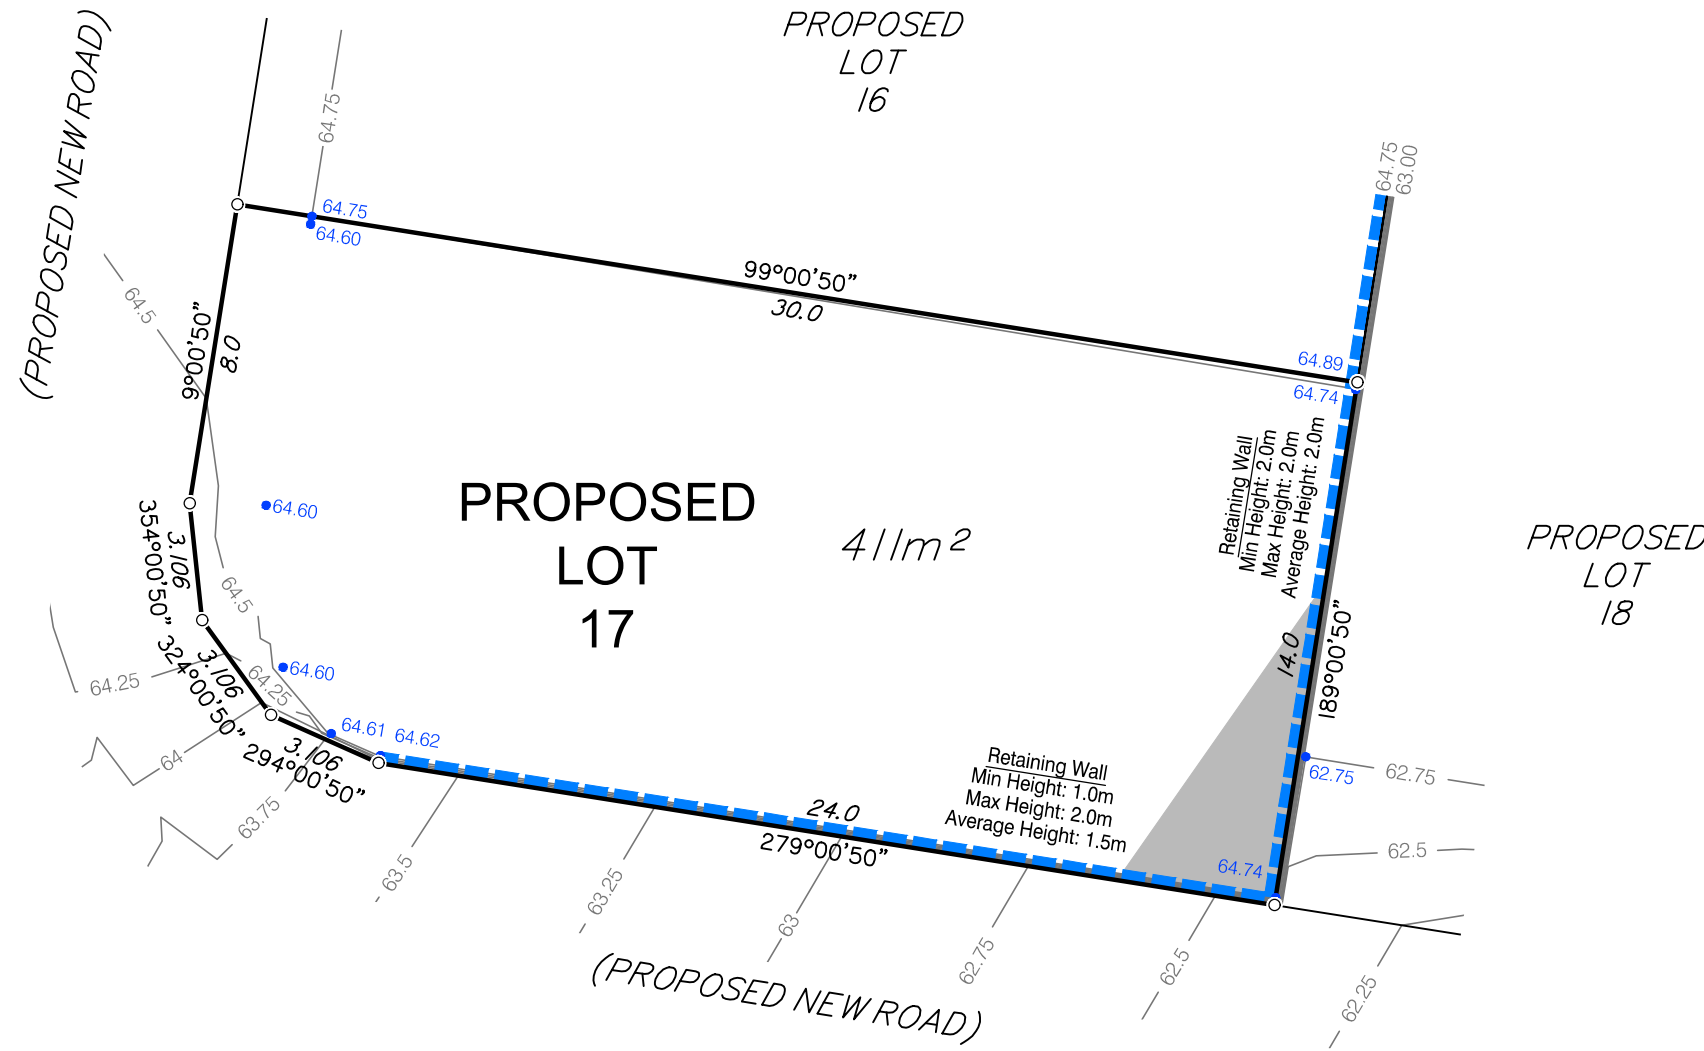 PROPOSED
LOT
16
(PROPOSED NEW ROAD)
64.75
64.75
63.00
64.75
64.60
99°00'50"
30.0
64.5
9°00'50"
8.0
64.89
64.74
Retaining Wall
Min Height: 2.0m
Max Height: 2.0m
Average Height: 2.0m
PROPOSED
LOT
17
411m²
64.60
PROPOSED
LOT
18
354°00'50"
3.106
64.5
14.0
189°00'50"
64.60
64.25
324°00'50"
3.106
64.25
64.61
64.62
64
3.106
294°00'50"
63.75
Retaining Wall
Min Height: 1.0m
Max Height: 2.0m
Average Height: 1.5m
24.0
279°00'50"
62.75
62.75
64.74
62.5
63.5
63.25
63
62.75
62.5
62.25
(PROPOSED NEW ROAD)